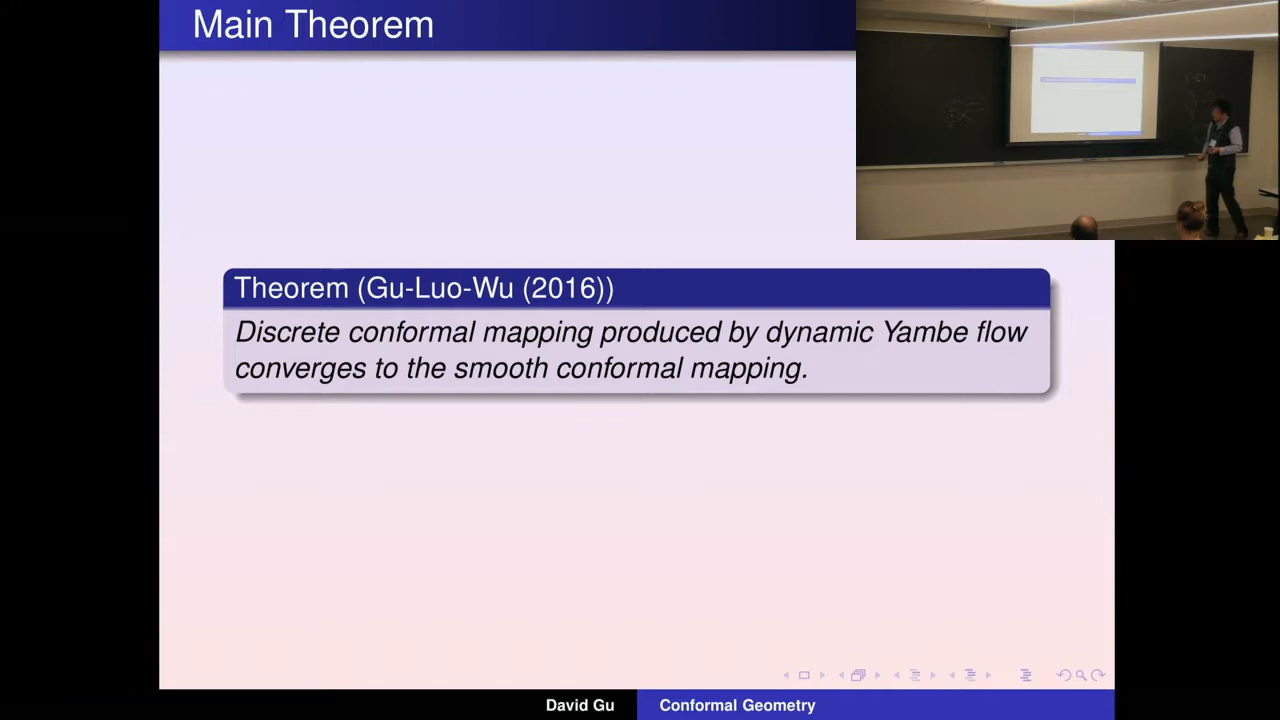 Main Theorem
Theorem (Gu-Luo-Wu (2016))
Discrete conformal mapping produced by dynamic Yambe flow
converges to the smooth conformal mapping.
David Gu
Conformal Geometry